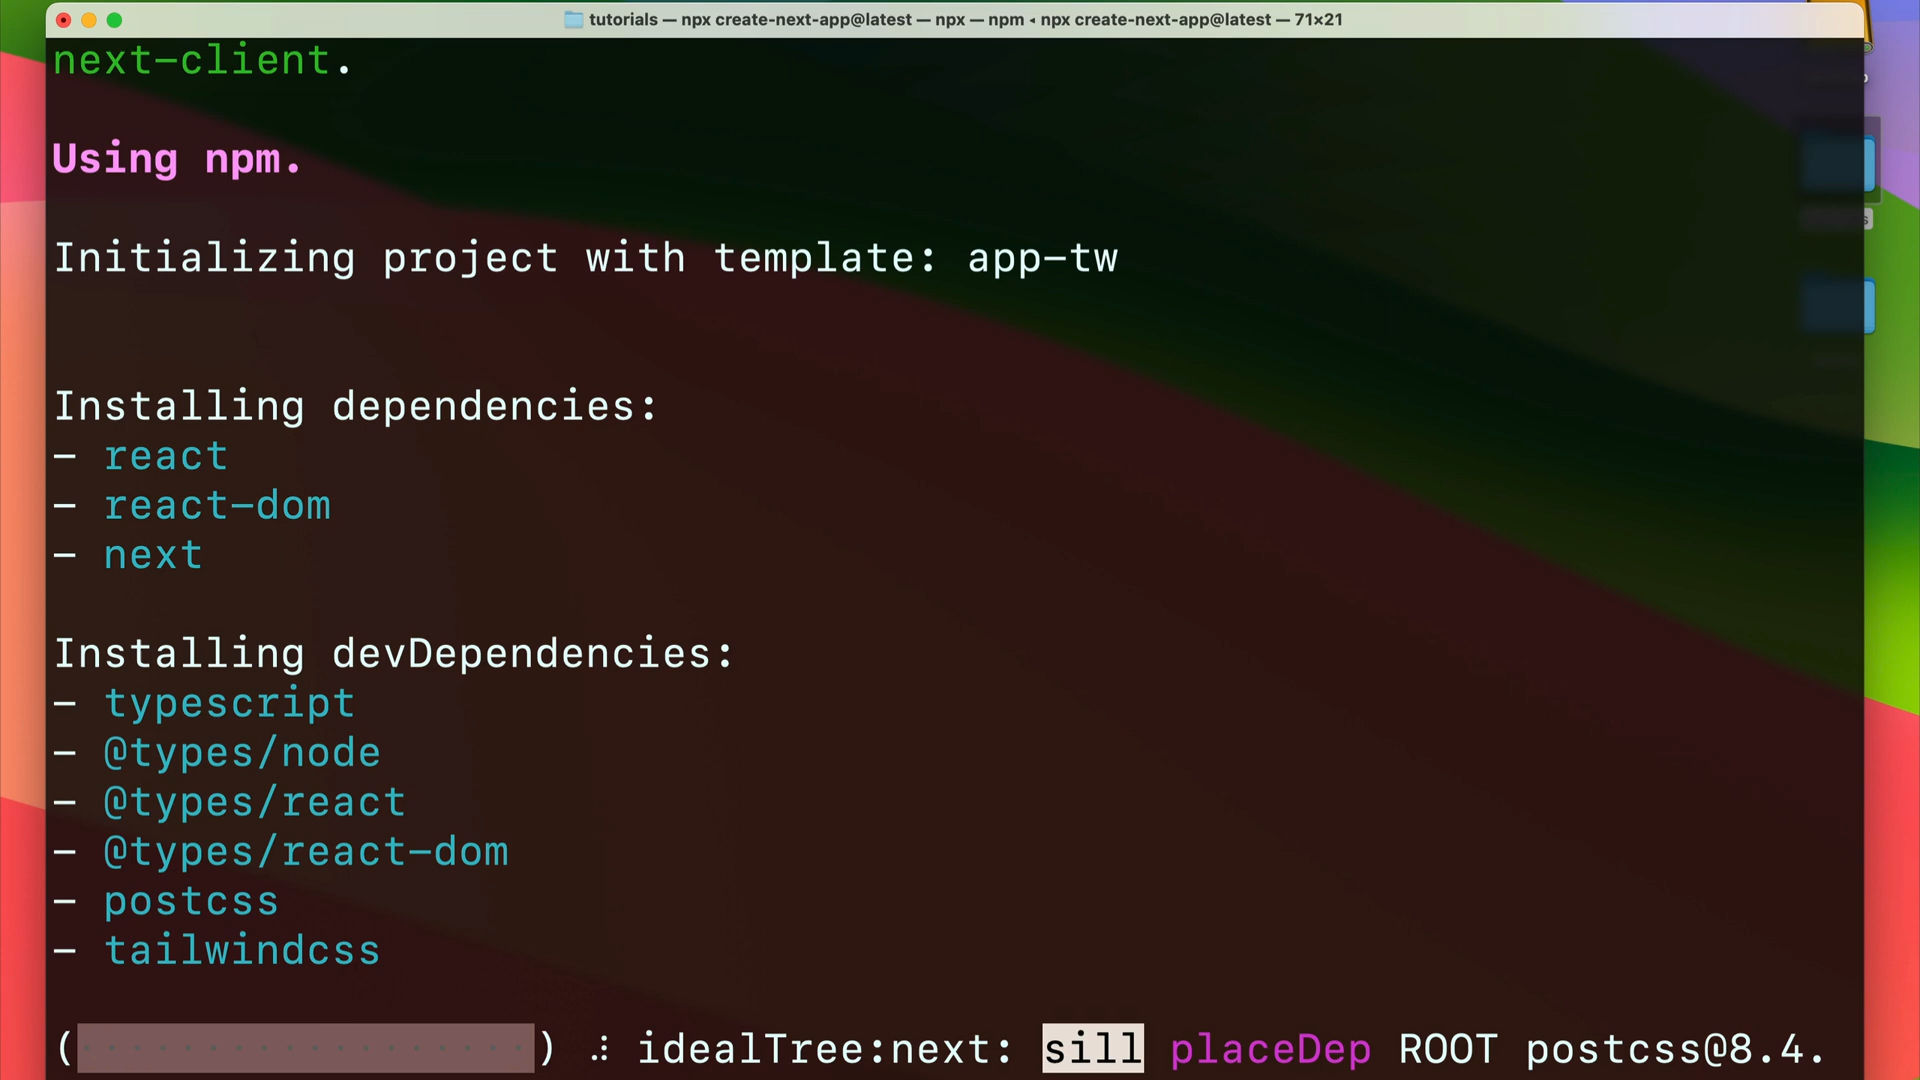 tutorials — npx create-next-app@latest — npx — npm ◂ npx create-next-app@latest — 71×21
next-client.
Using npm.
Initializing project with template: app-tw
Installing dependencies:
- react
- react-dom
- next
Installing devDependencies:
- typescript
- @types/node
- @types/react
- @types/react-dom
- postcss
- tailwindcss
(··················) ⠼ idealTree:next: sill placeDep ROOT postcss@8.4.